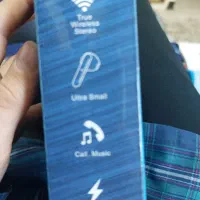 True
Wireless
Stereo
Ultra Small
Call, Music